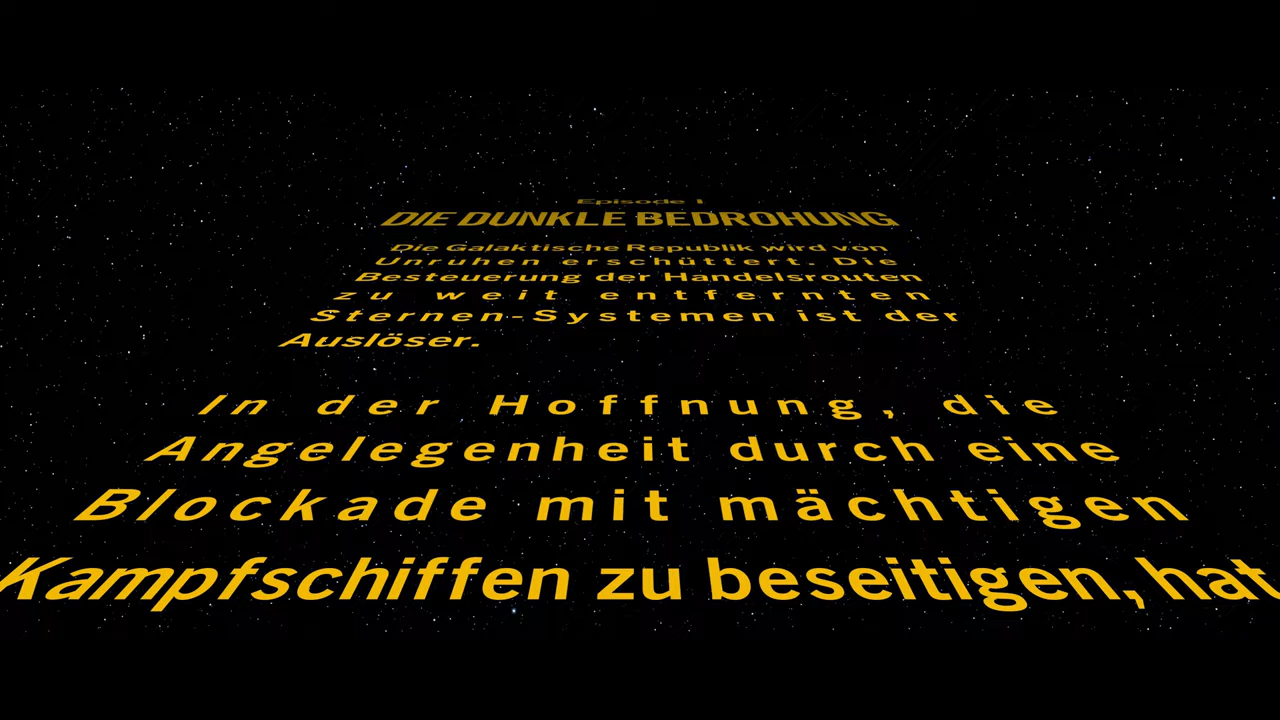 Episode I
DIE DUNKLE BEDROHUNG
Die Galaktische Republik wird von
Unruhen erschüttert. Die
Besteuerung der Handelsrouten
zu weit entfernten
Sternen-Systemen ist der
Auslöser.
In der Hoffnung, die
Angelegenheit durch eine
Blockade mit mächtigen
Kampfschiffen zu beseitigen, hat